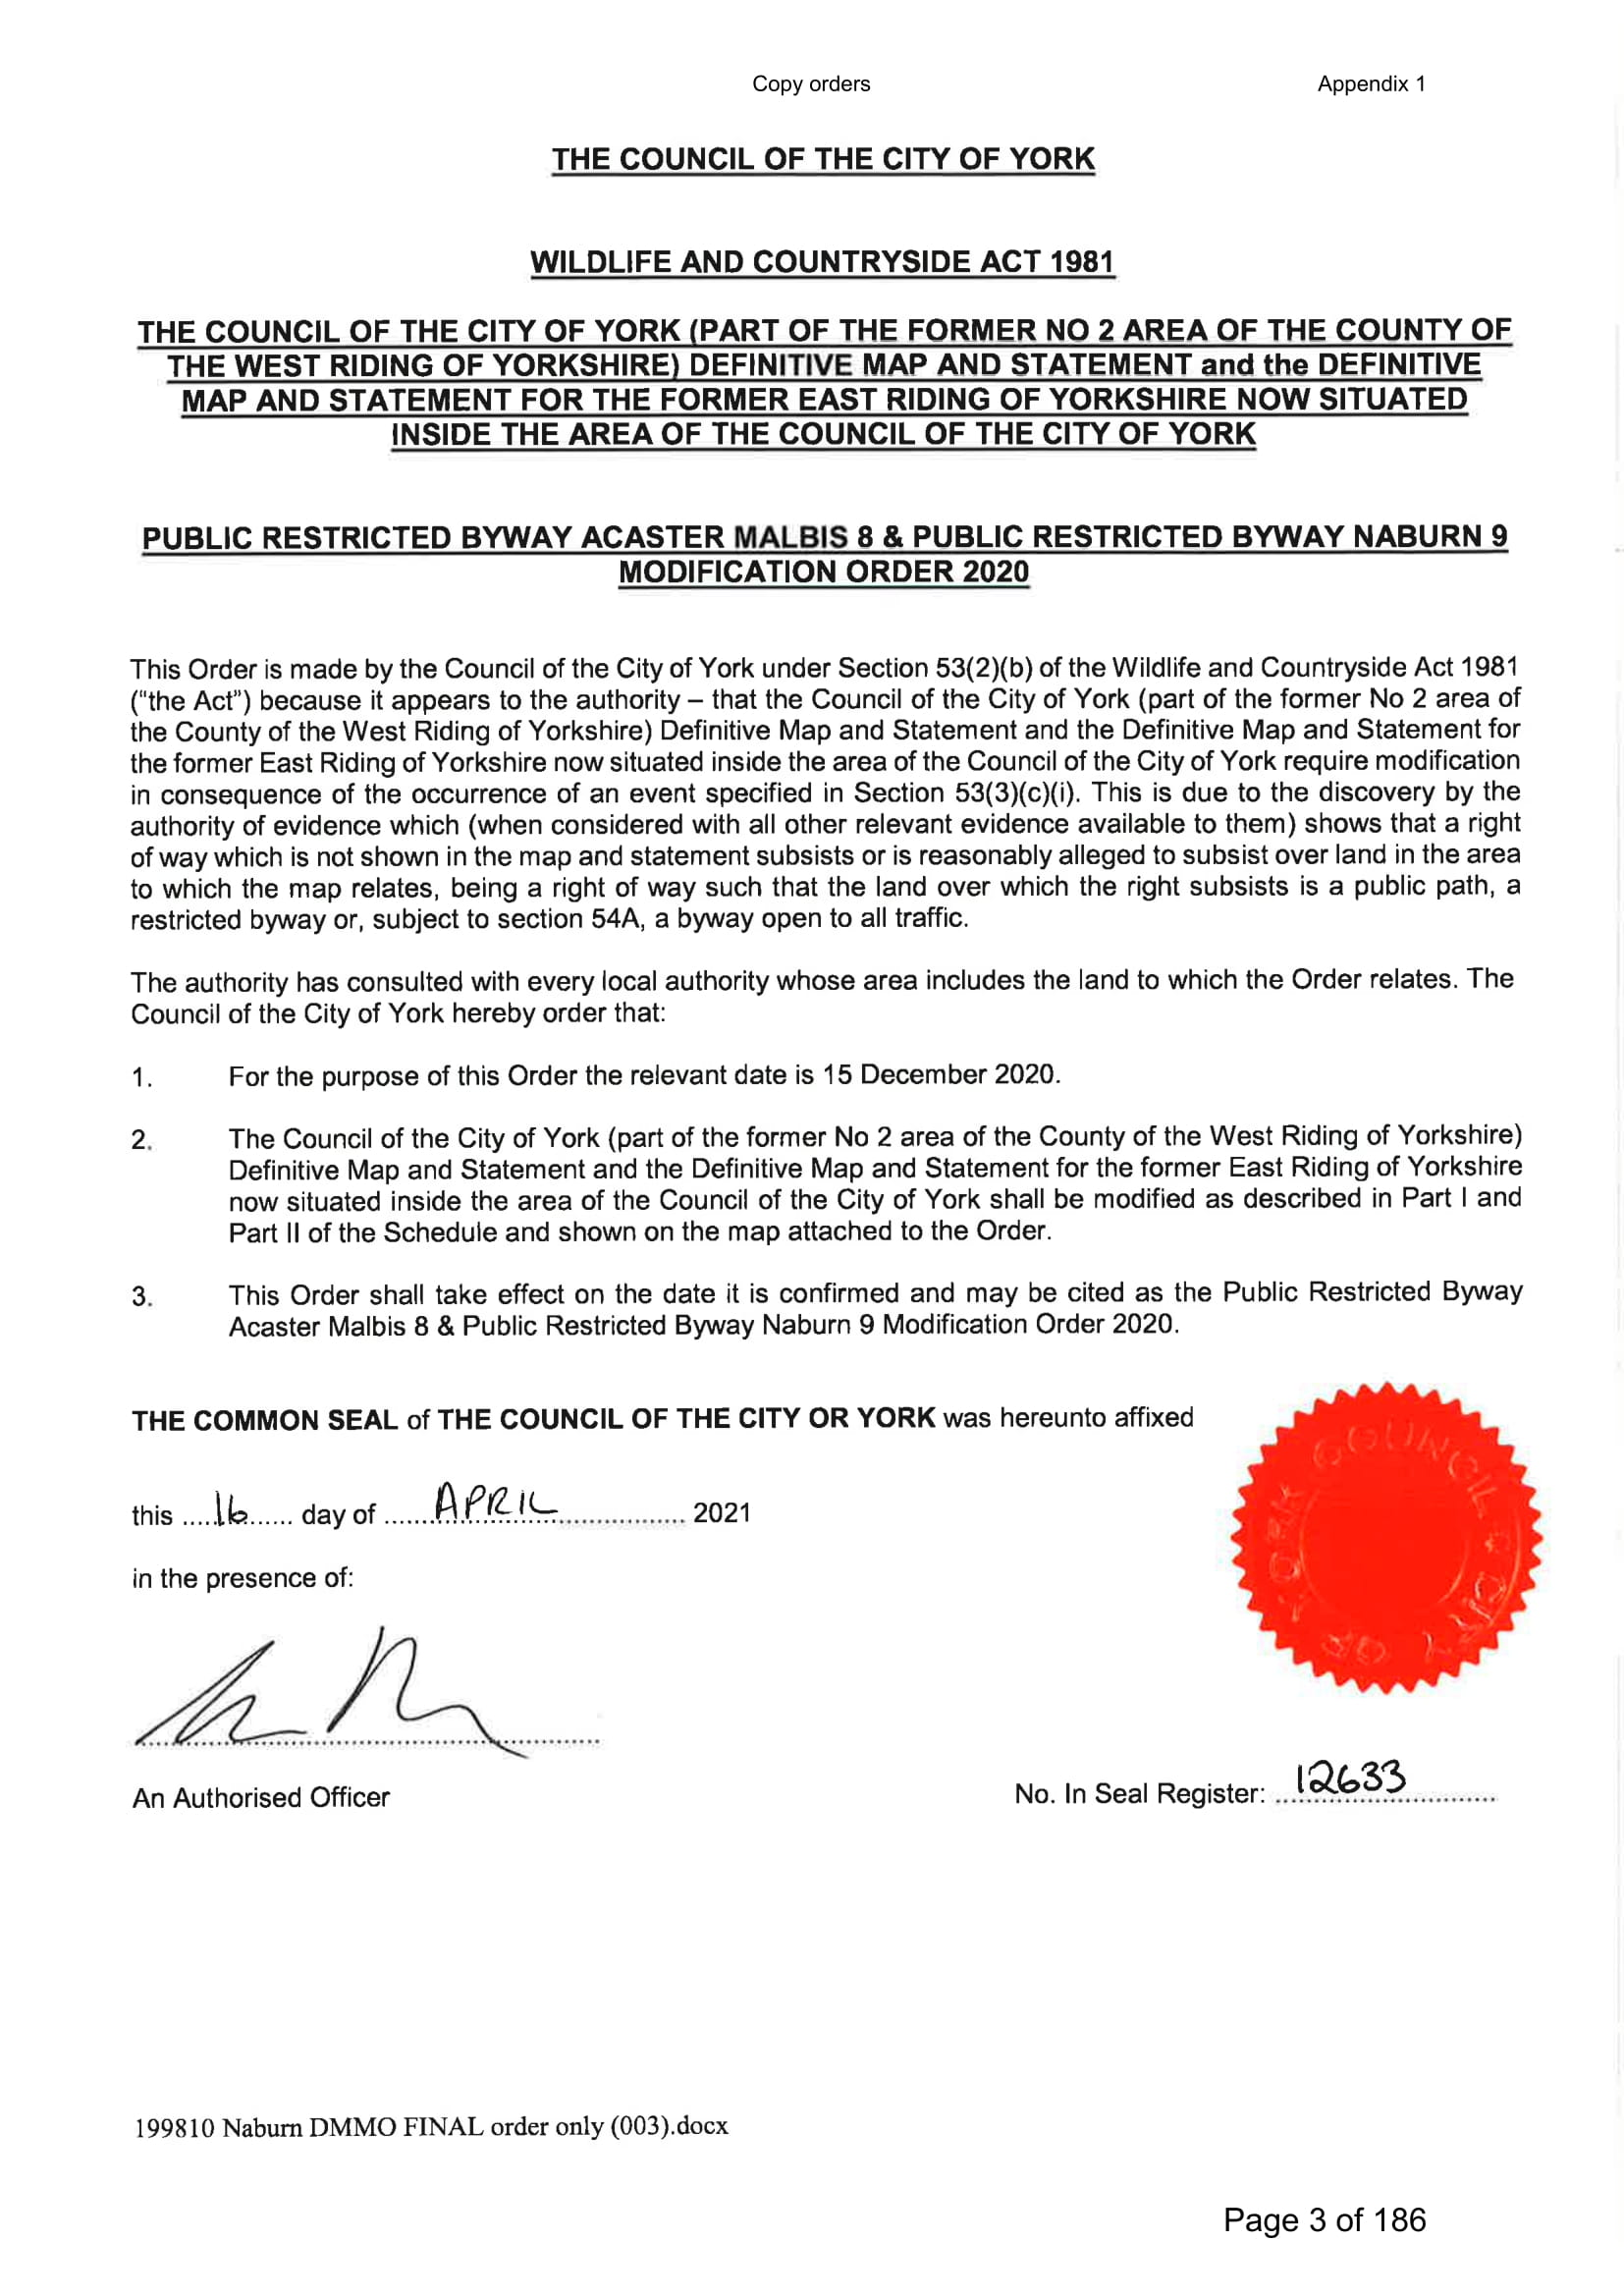 Copy orders
Appendix 1
THE COUNCIL OF THE CITY OF YORK
WILDLIFE AND COUNTRYSIDE ACT 1981
THE COUNCIL OF THE CITY OF YORK (PART OF THE FORMER NO 2 AREA OF THE COUNTY OF
THE WEST RIDING OF YORKSHIRE) DEFINITIVE MAP AND STATEMENT and the DEFINITIVE
MAP AND STATEMENT FOR THE FORMER EAST RIDING OF YORKSHIRE NOW SITUATED
INSIDE THE AREA OF THE COUNCIL OF THE CITY OF YORK
PUBLIC RESTRICTED BYWAY ACASTER MALBIS 8 & PUBLIC RESTRICTED BYWAY NABURN 9
MODIFICATION ORDER 2020
This Order is made by the Council of the City of York under Section 53(2)(b) of the Wildlife and Countryside Act 1981
("the Act") because it appears to the authority – that the Council of the City of York (part of the former No 2 area of
the County of the West Riding of Yorkshire) Definitive Map and Statement and the Definitive Map and Statement for
the former East Riding of Yorkshire now situated inside the area of the Council of the City of York require modification
in consequence of the occurrence of an event specified in Section 53(3)(c)(i). This is due to the discovery by the
authority of evidence which (when considered with all other relevant evidence available to them) shows that a right
of way which is not shown in the map and statement subsists or is reasonably alleged to subsist over land in the area
to which the map relates, being a right of way such that the land over which the right subsists is a public path, a
restricted byway or, subject to section 54A, a byway open to all traffic.
The authority has consulted with every local authority whose area includes the land to which the Order relates. The
Council of the City of York hereby order that:
1. For the purpose of this Order the relevant date is 15 December 2020.
2. The Council of the City of York (part of the former No 2 area of the County of the West Riding of Yorkshire)
Definitive Map and Statement and the Definitive Map and Statement for the former East Riding of Yorkshire
now situated inside the area of the Council of the City of York shall be modified as described in Part I and
Part II of the Schedule and shown on the map attached to the Order.
3. This Order shall take effect on the date it is confirmed and may be cited as the Public Restricted Byway
Acaster Malbis 8 & Public Restricted Byway Naburn 9 Modification Order 2020.
THE COMMON SEAL of THE COUNCIL OF THE CITY OR YORK was hereunto affixed
this .....16....... day of .......APRIL.................. 2021
in the presence of:
An Authorised Officer
No. In Seal Register: ...12633............
199810 Naburn DMMO FINAL order only (003).docx
Page 3 of 186